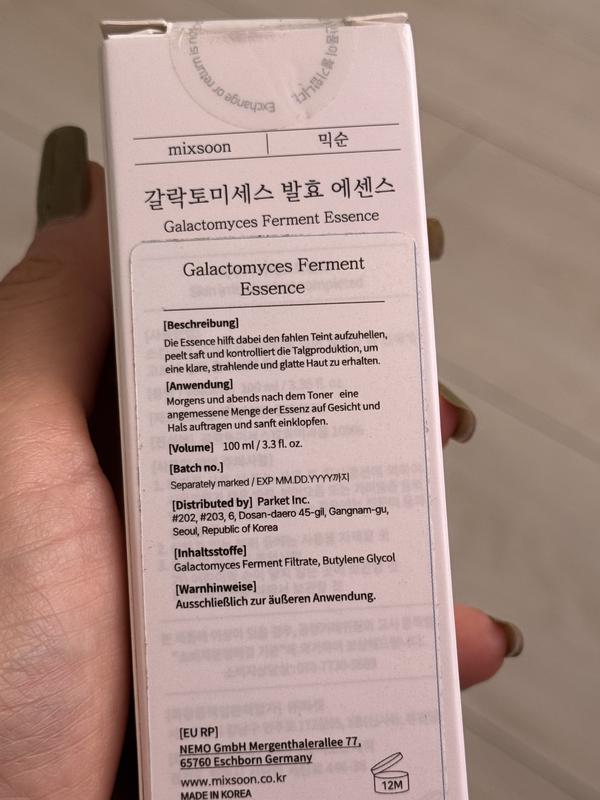 Exchange or return is
mixsoon | 믹순
갈락토미세스 발효 에센스
Galactomyces Ferment Essence
Galactomyces Ferment
Essence
[Beschreibung]
Die Essence hilft dabei den fahlen Teint aufzuhellen,
peelt saft und kontrolliert die Talgproduktion, um
eine klare, strahlende und glatte Haut zu erhalten.
[Anwendung]
Morgens und abends nach dem Toner eine
angemessene Menge der Essenz auf Gesicht und
Hals auftragen und sanft einklopfen.
[Volume] 100 ml / 3.3 fl. oz.
[Batch no.]
Separately marked / EXP MM.DD.YYYY까지
[Distributed by] Parket Inc.
#202, #203, 6, Dosan-daero 45-gil, Gangnam-gu,
Seoul, Republic of Korea
[Inhaltsstoffe]
Galactomyces Ferment Filtrate, Butylene Glycol
[Warnhinweise]
Ausschließlich zur äußeren Anwendung.
[EU RP]
NEMO GmbH Mergenthalerallee 77,
65760 Eschborn Germany
www.mixsoon.co.kr
MADE IN KOREA
12M